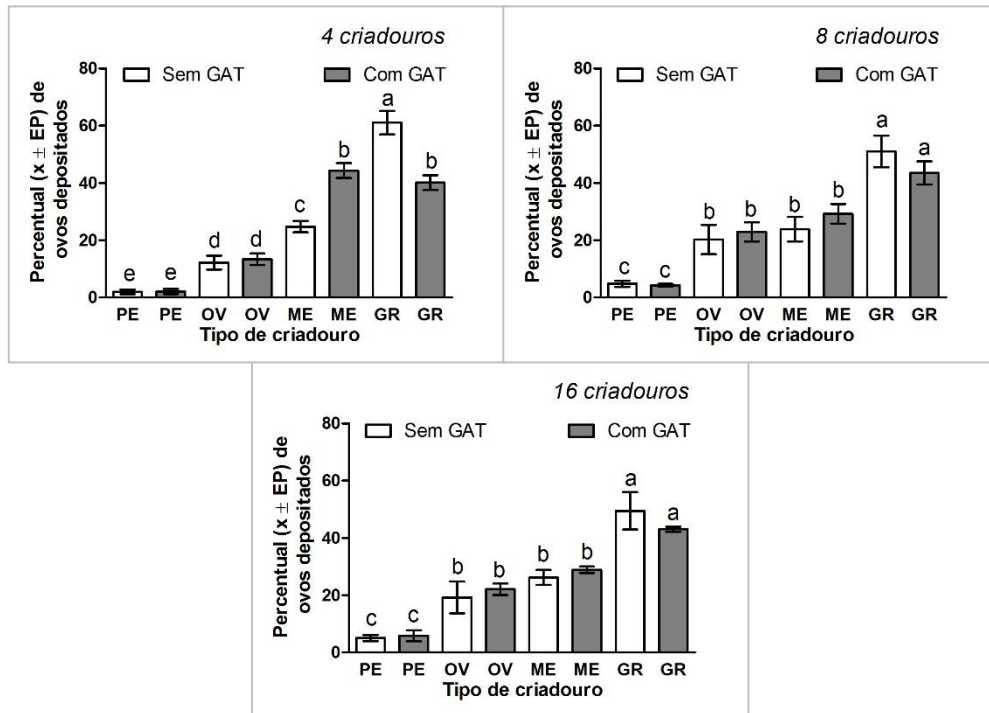 4 criadouros
Sem GAT
Com GAT
Percentual (x ± EP) de
ovos depositados
80
60
40
20
0
e
e
d
d
c
b
a
b
PE
PE
OV
OV
ME
ME
GR
GR
Tipo de criadouro
8 criadouros
Sem GAT
Com GAT
Percentual (x ± EP) de
ovos depositados
80
60
40
20
0
c
c
b
b
b
b
a
a
PE
PE
OV
OV
ME
ME
GR
GR
Tipo de criadouro
16 criadouros
Sem GAT
Com GAT
Percentual (x ± EP) de
ovos depositados
80
60
40
20
0
c
c
b
b
b
b
a
a
PE
PE
OV
OV
ME
ME
GR
GR
Tipo de criadouro